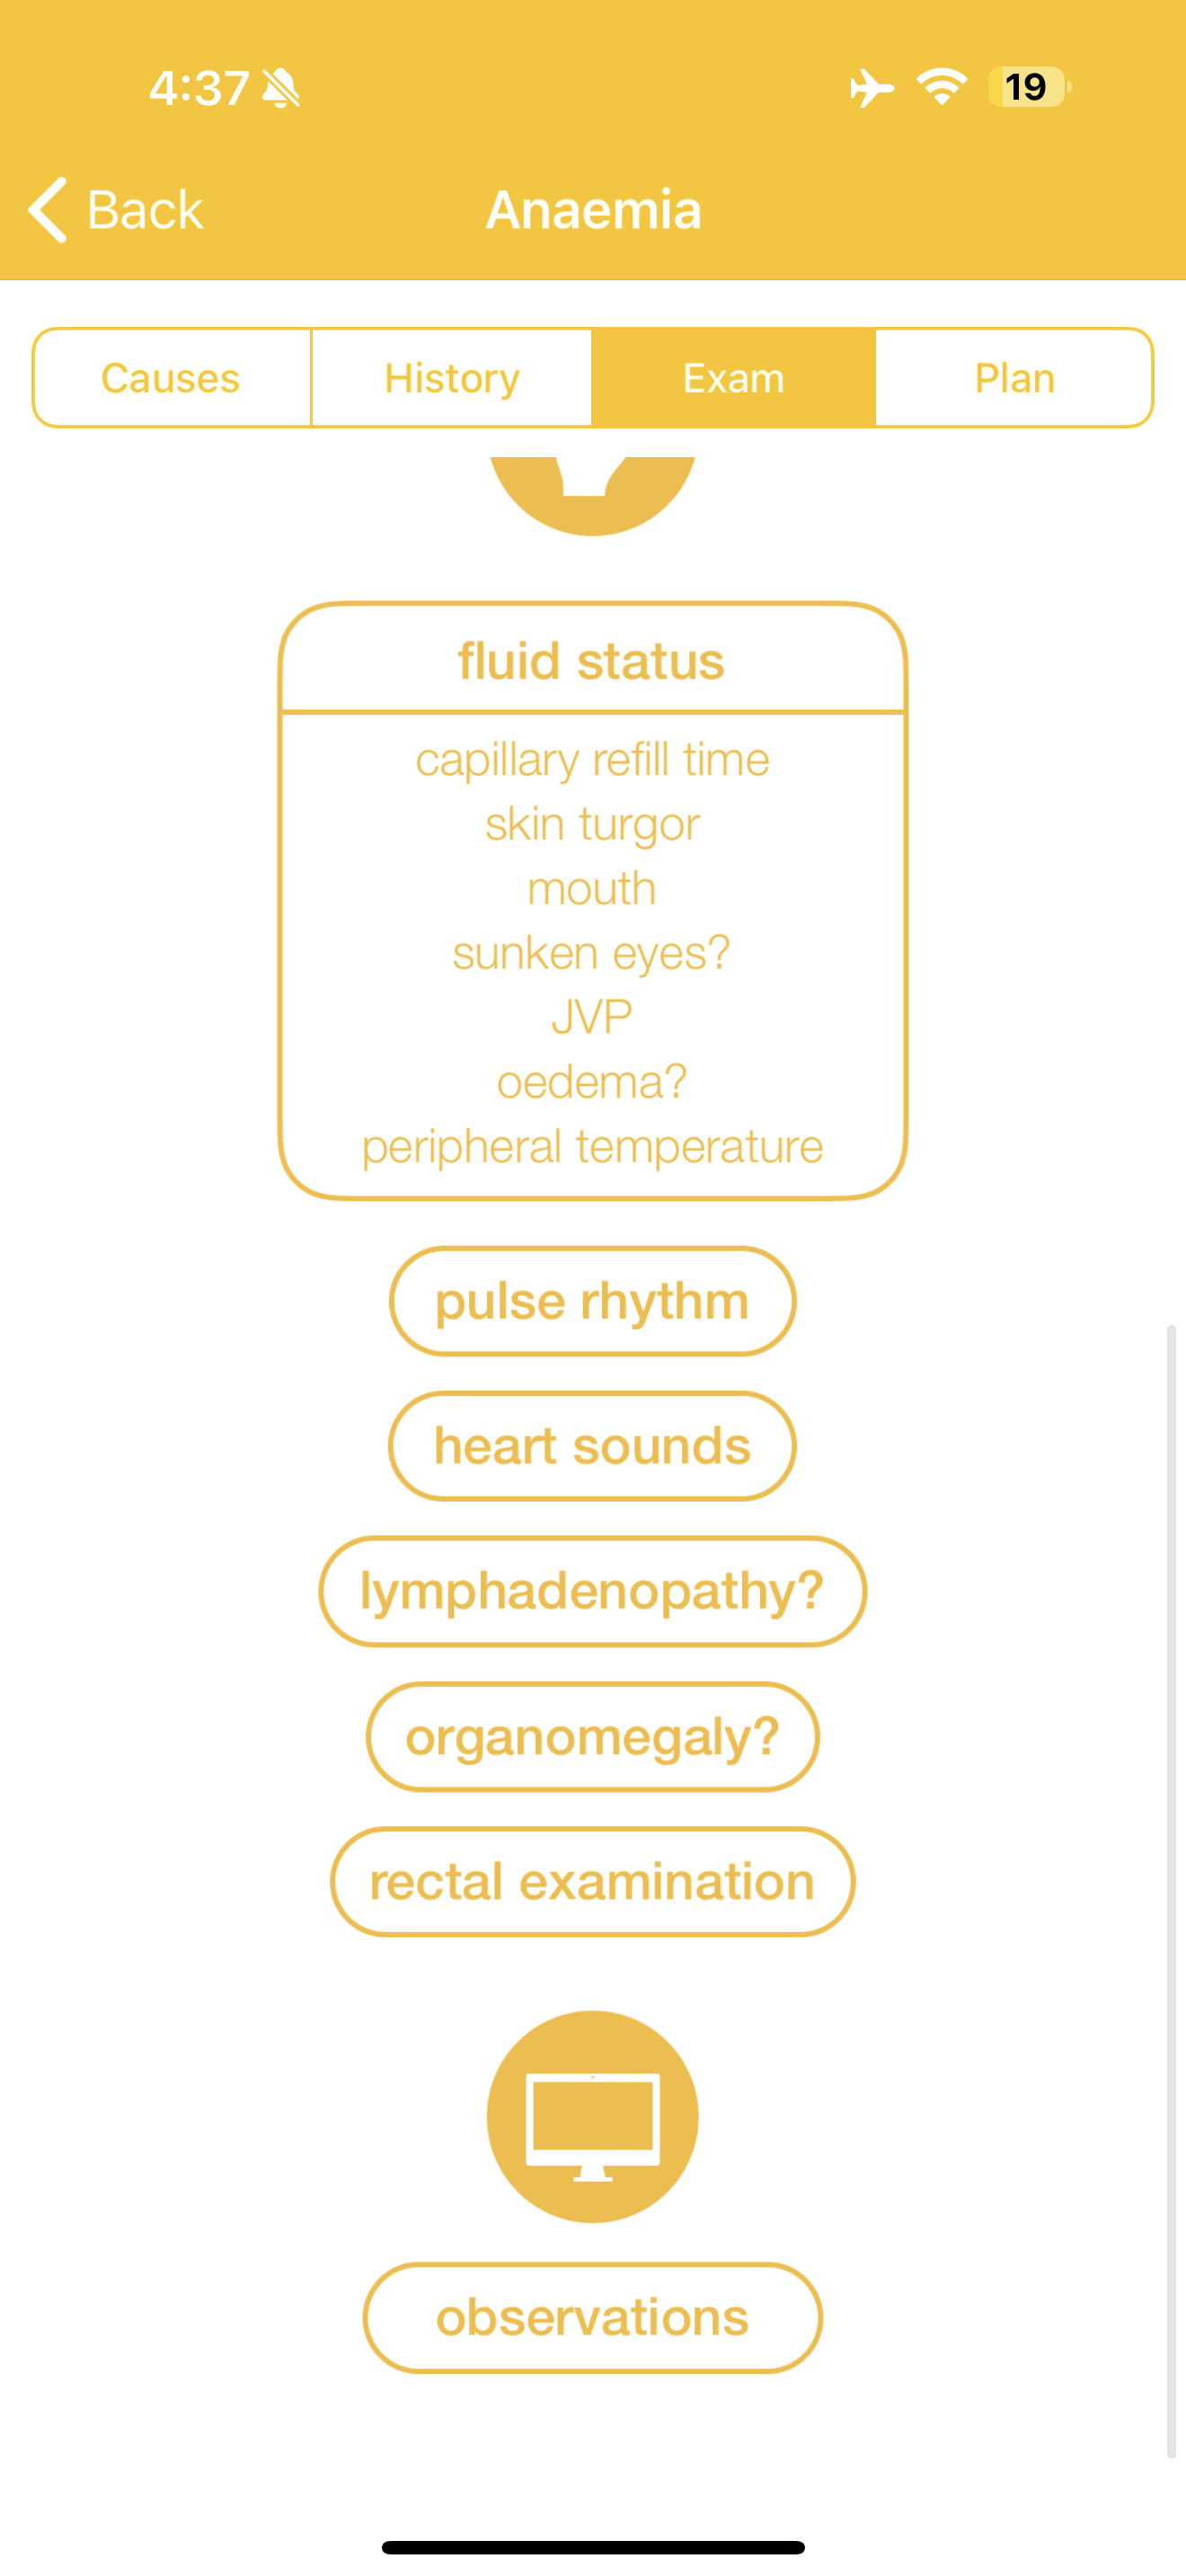 4:37
19
Back
Anaemia
Causes
History
Exam
Plan
fluid status
capillary refill time
skin turgor
mouth
sunken eyes?
JVP
oedema?
peripheral temperature
pulse rhythm
heart sounds
lymphadenopathy?
organomegaly?
rectal examination
observations